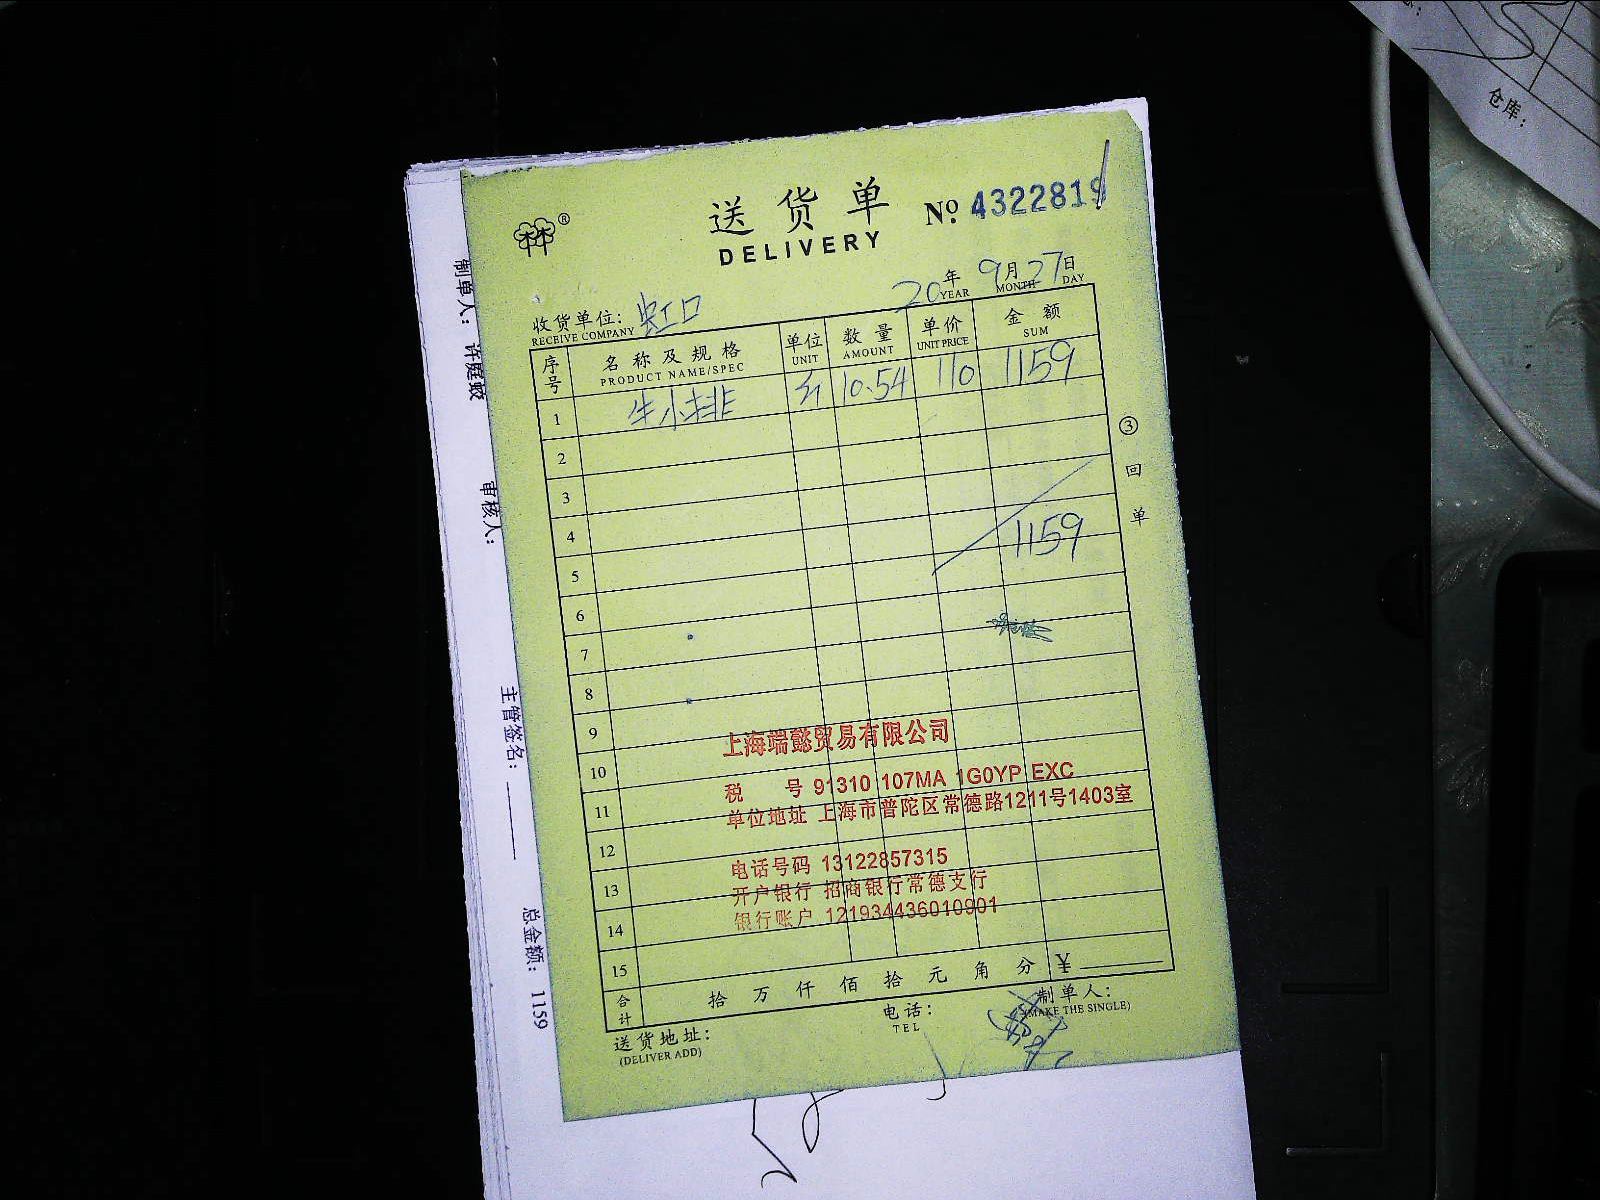 送货单 № 4322819
DELIVERY
20年 9月 27日
YEAR MONTH DAY
收货单位: 虹口
RECEIVE COMPANY
序号 名称及规格 单位 数量 单价 金额
PRODUCT NAME/SPEC UNIT AMOUNT UNIT PRICE SUM
1 牛小排 斤 10.54 110 1159
2
3
4 1159
5
6
7
8
9
上海端懿贸易有限公司
10
税 号 91310 107MA 1G0YP EXC
11
单位地址 上海市普陀区常德路1211号1403室
12
电话号码 13122857315
13
开户银行 招商银行常德支行
银行账户 121934436010901
14
15
合计 拾 万 仟 佰 拾 元 角 分 ¥
送货地址: 电话: 制单人:
(DELIVER ADD) TEL (MAKE THE SINGLE)
③回单
®
制单人: 许庭蛟
审核人:
主管签名:
总金额: 1159
仓库: